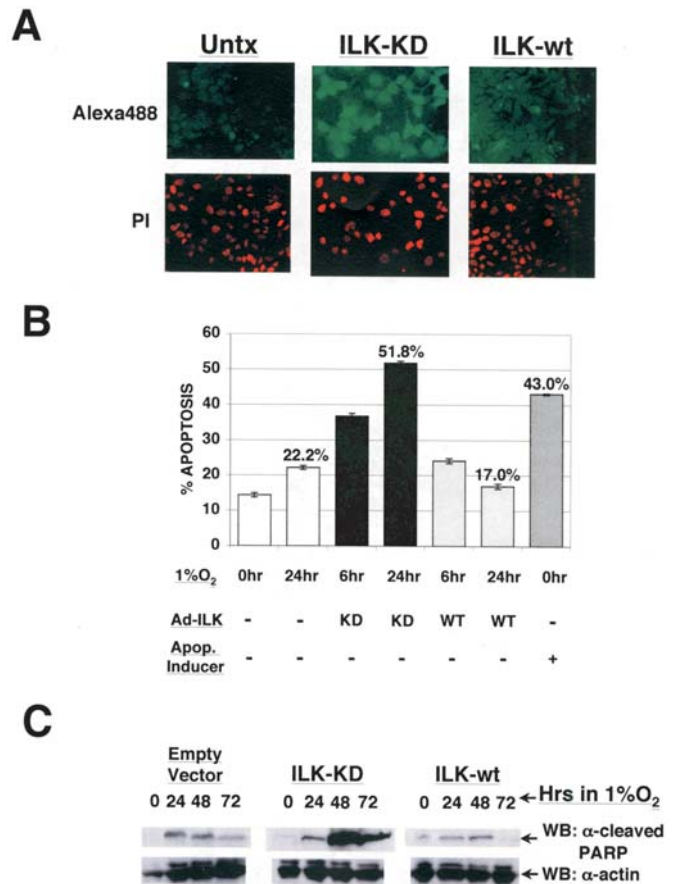 A
Untx ILK-KD ILK-wt
Alexa488
PI
B
% APOPTOSIS
60
50
40
30
20
10
0
22.2%
51.8%
17.0%
43.0%
1%O₂ 0hr 24hr 6hr 24hr 6hr 24hr 0hr
Ad-ILK - - KD KD WT WT -
Apop.
Inducer - - - - - - +
C
Empty
Vector ILK-KD ILK-wt
0 24 48 72 0 24 48 72 0 24 48 72 ←Hrs in 1%O₂
← WB: α-cleaved
PARP
← WB: α-actin